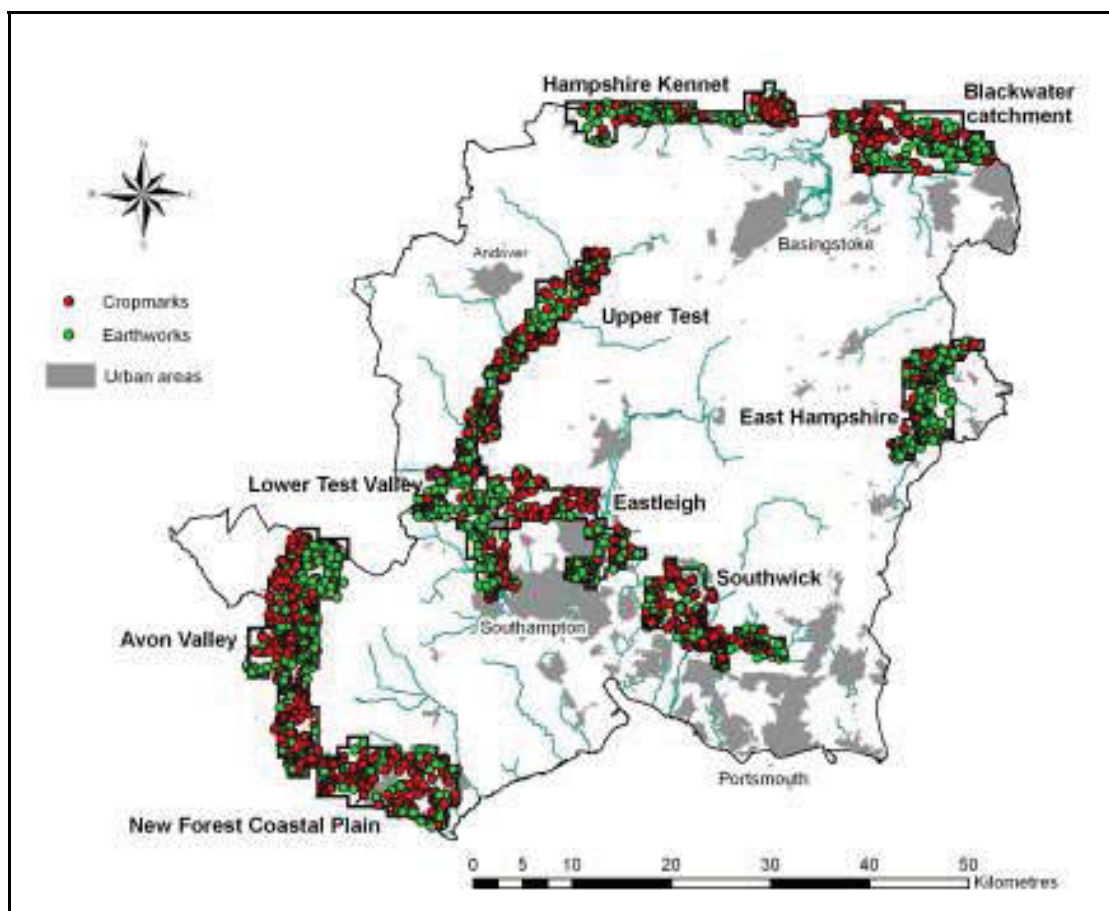 Hampshire Kennet
Blackwater
catchment
N
Cropmarks
Earthworks
Urban areas
Andover
Basingstoke
Upper Test
East Hampshire
Lower Test Valley
Eastleigh
Southwick
Southampton
Avon Valley
Portsmouth
New Forest Coastal Plain
0 5 10 20 30 40 50
Kilometres